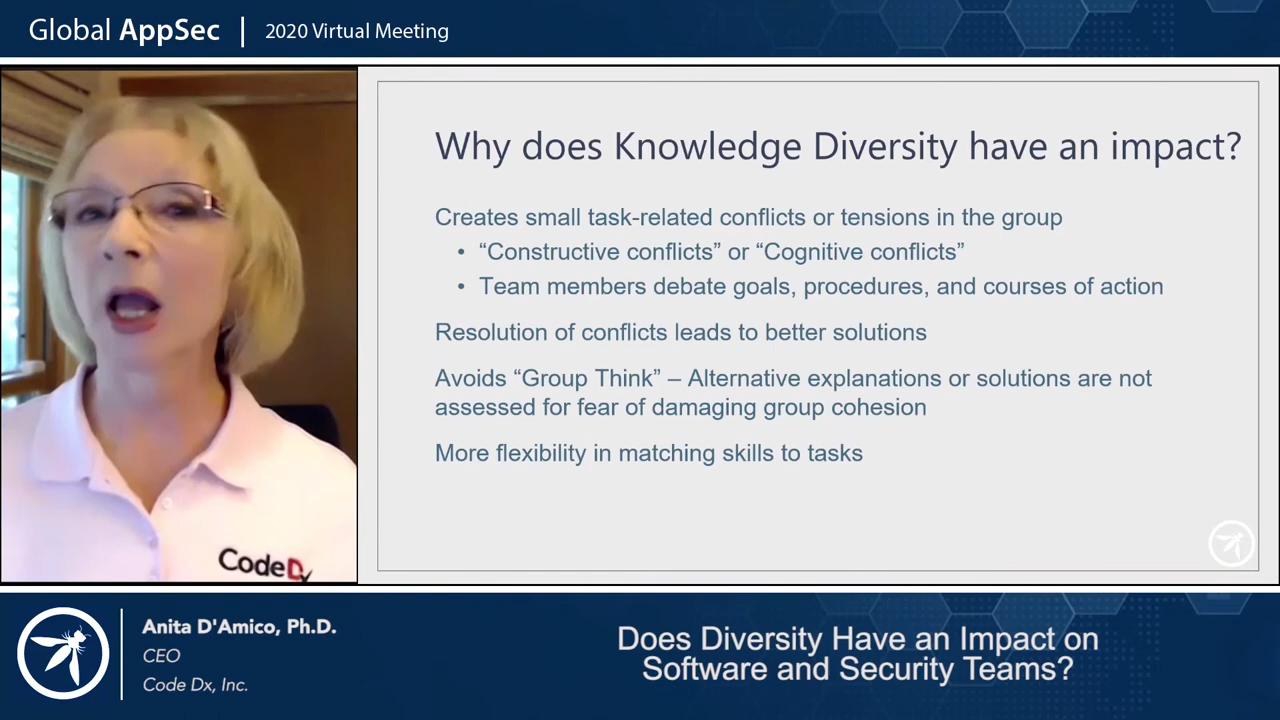 Global AppSec | 2020 Virtual Meeting
Why does Knowledge Diversity have an impact?
Creates small task-related conflicts or tensions in the group
• “Constructive conflicts” or “Cognitive conflicts”
• Team members debate goals, procedures, and courses of action
Resolution of conflicts leads to better solutions
Avoids “Group Think” – Alternative explanations or solutions are not
assessed for fear of damaging group cohesion
More flexibility in matching skills to tasks
CodeDx
Anita D'Amico, Ph.D.
CEO
Code Dx, Inc.
Does Diversity Have an Impact on
Software and Security Teams?